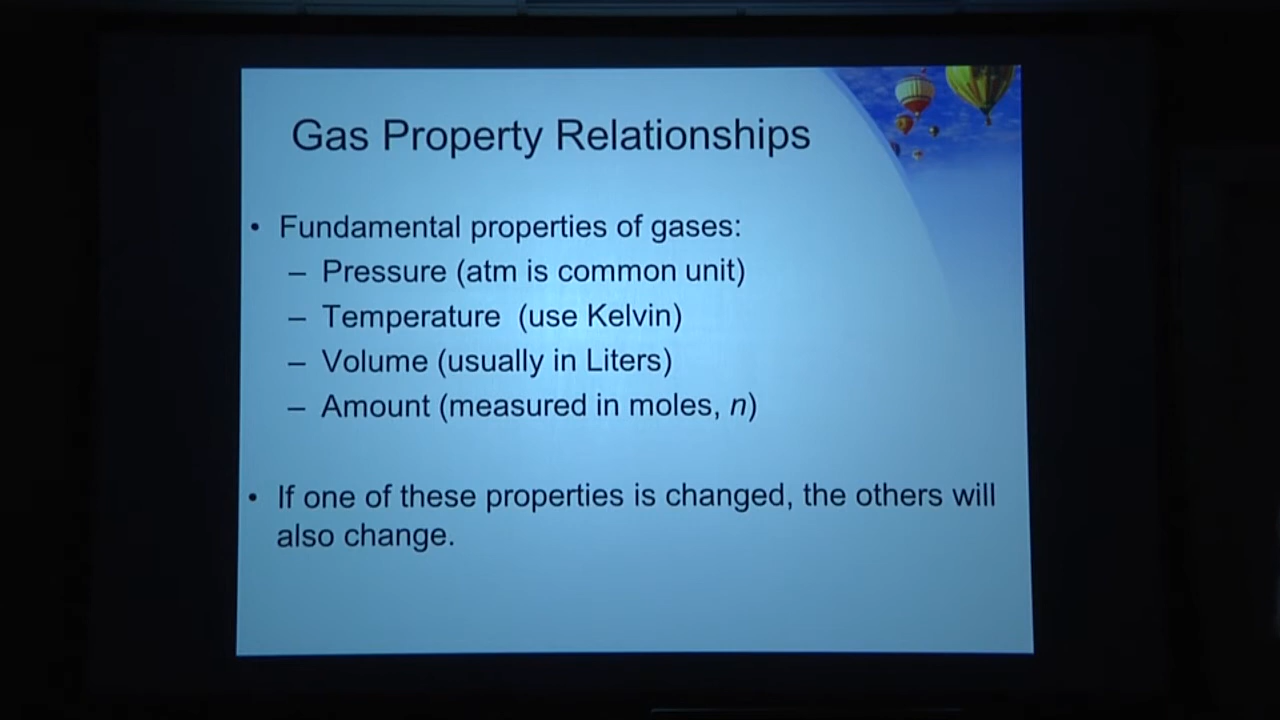 Gas Property Relationships
• Fundamental properties of gases:
– Pressure (atm is common unit)
– Temperature (use Kelvin)
– Volume (usually in Liters)
– Amount (measured in moles, n)
• If one of these properties is changed, the others will
also change.